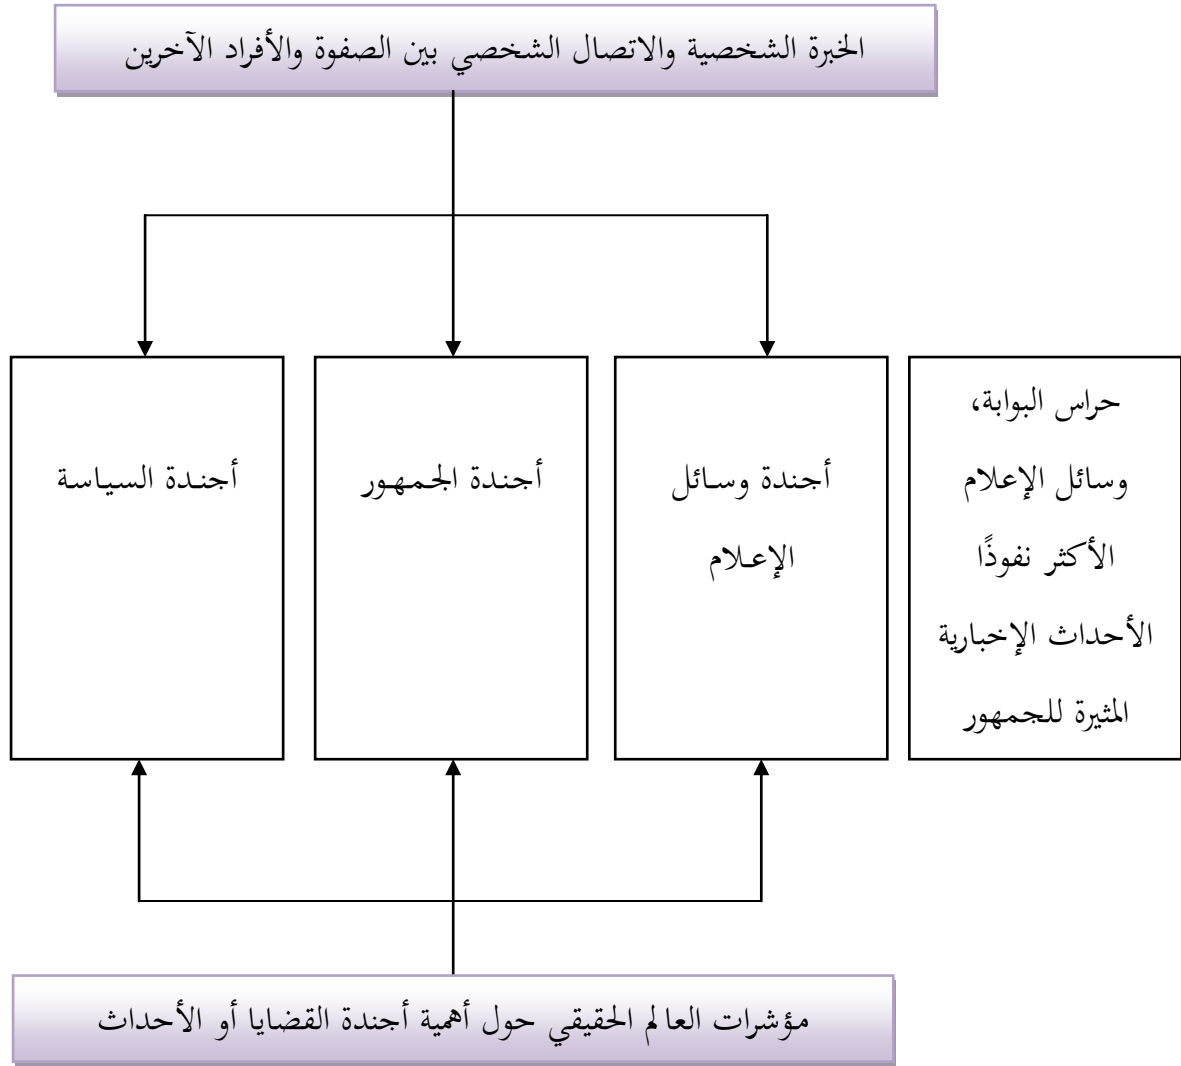 الخبرة الشخصية والاتصال الشخصي بين الصفوة والأفراد الآخرين
حراس البوابة،
وسائل الإعلام
الأكثر نفوذًا
الأحداث الإخبارية
المثيرة للجمهور
أجندة وسائل
الإعلام
أجندة الجمهور
أجندة السياسة
مؤشرات العالم الحقيقي حول أهمية أجندة القضايا أو الأحداث